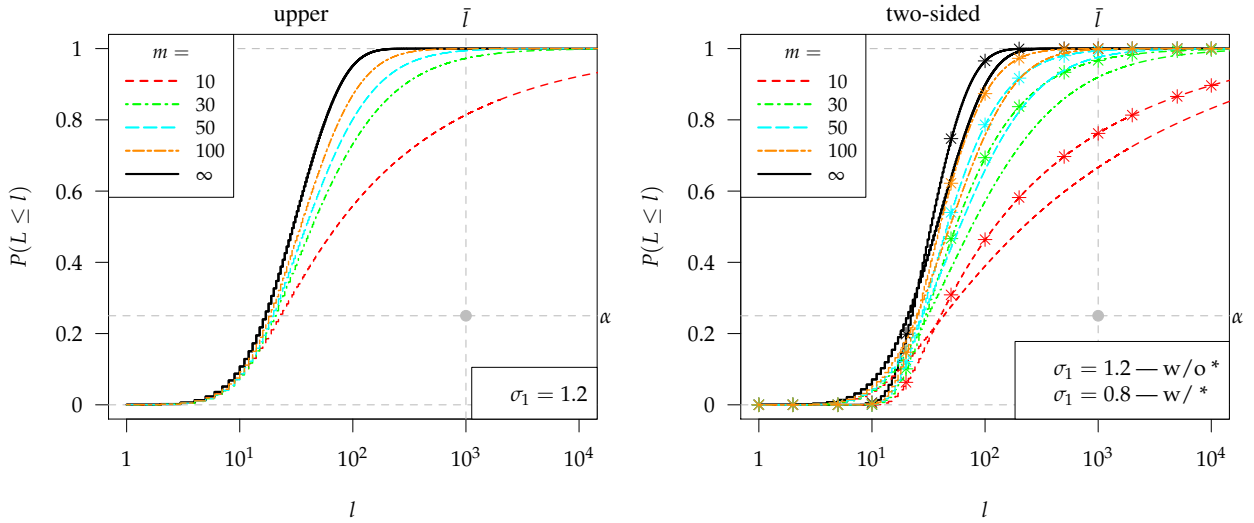 upper
l̄
m =
10
30
50
100
∞
σ₁ = 1.2
α
P(L ≤ l)
0
0.2
0.4
0.6
0.8
1
1
10¹
10²
10³
10⁴
l
two-sided
l̄
m =
10
30
50
100
∞
σ₁ = 1.2 — w/o *
σ₁ = 0.8 — w/ *
α
P(L ≤ l)
0
0.2
0.4
0.6
0.8
1
1
10¹
10²
10³
10⁴
l